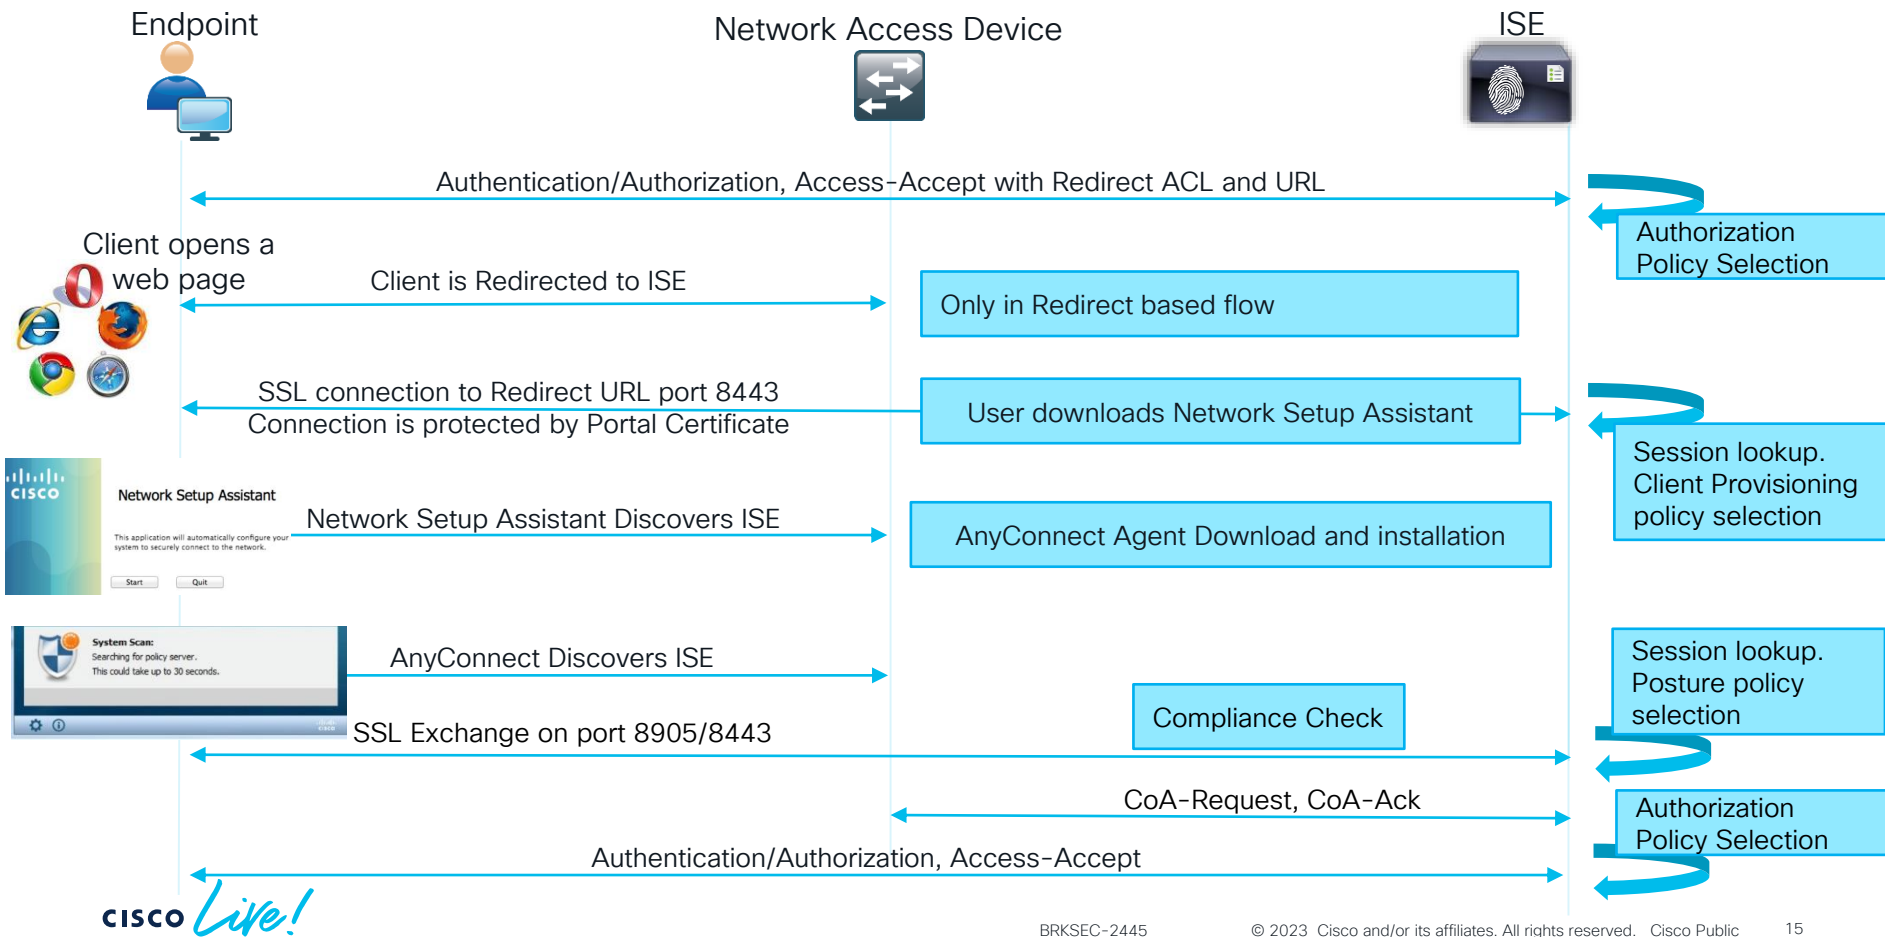 Endpoint
Network Access Device
ISE
Authentication/Authorization, Access-Accept with Redirect ACL and URL
Authorization
Policy Selection
Client opens a
web page
Client is Redirected to ISE
Only in Redirect based flow
SSL connection to Redirect URL port 8443
Connection is protected by Portal Certificate
User downloads Network Setup Assistant
Session lookup.
Client Provisioning
policy selection
CISCO
Network Setup Assistant
This application will automatically configure your
system to securely connect to the network.
Start
Quit
Network Setup Assistant Discovers ISE
AnyConnect Agent Download and installation
System Scan:
Searching for policy server.
This could take up to 30 seconds.
AnyConnect Discovers ISE
Session lookup.
Posture policy
selection
Compliance Check
SSL Exchange on port 8905/8443
CoA-Request, CoA-Ack
Authorization
Policy Selection
Authentication/Authorization, Access-Accept
CISCO Live!
BRKSEC-2445
© 2023 Cisco and/or its affiliates. All rights reserved. Cisco Public
15